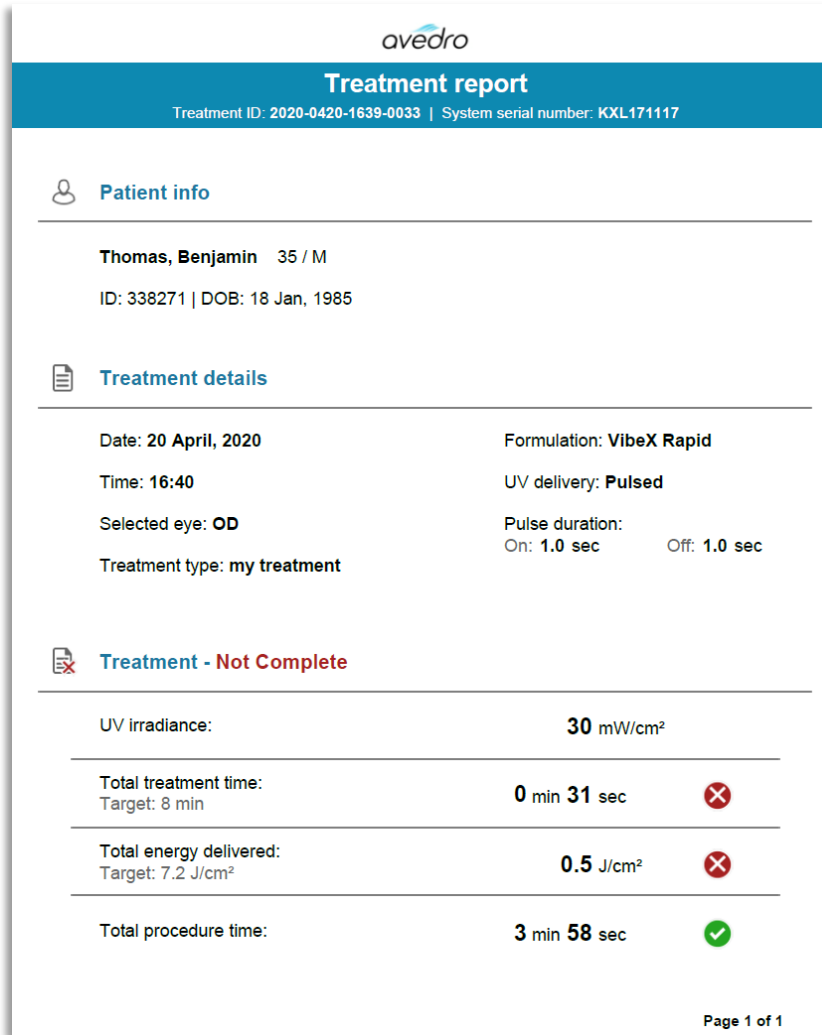 avedro
Treatment report
Treatment ID: 2020-0420-1639-0033 | System serial number: KXL171117
Patient info
Thomas, Benjamin 35 / M
ID: 338271 | DOB: 18 Jan, 1985
Treatment details
Date: 20 April, 2020
Time: 16:40
Selected eye: OD
Treatment type: my treatment
Formulation: VibeX Rapid
UV delivery: Pulsed
Pulse duration:
On: 1.0 sec Off: 1.0 sec
Treatment - Not Complete
UV irradiance: 30 mW/cm²
Total treatment time:
Target: 8 min
0 min 31 sec
Total energy delivered:
Target: 7.2 J/cm²
0.5 J/cm²
Total procedure time: 3 min 58 sec
Page 1 of 1